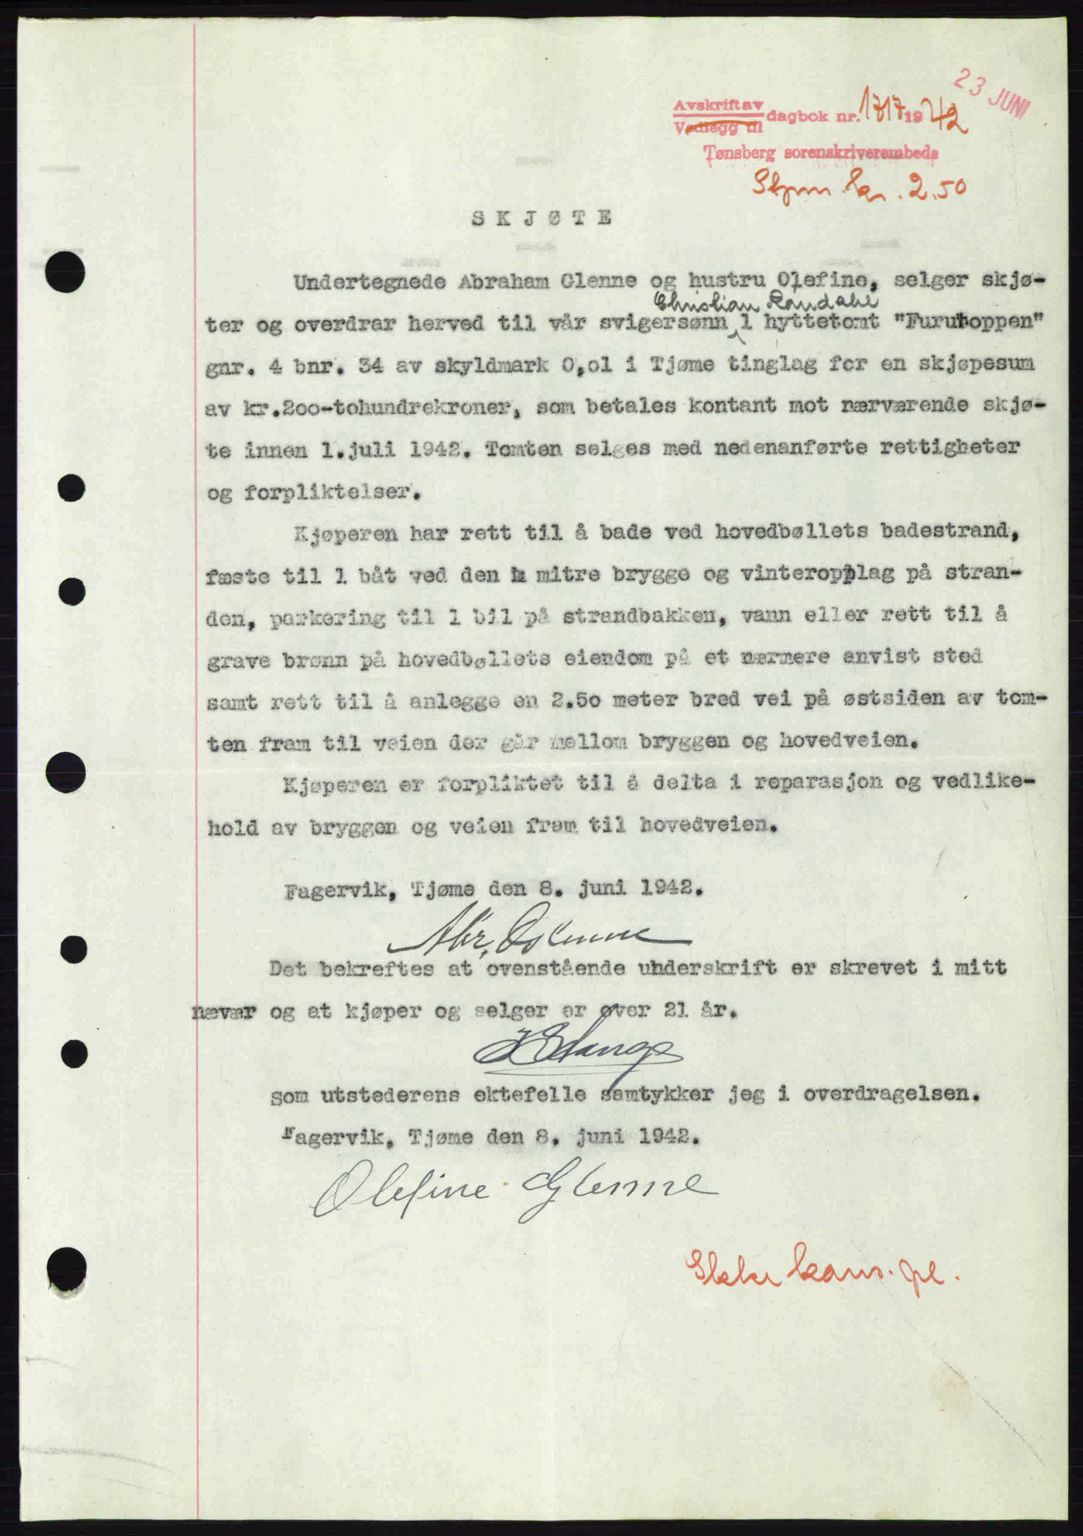 23 JUNI
Avskrift av
Vedlegg til dagbok nr. 1717 1942
Tønsberg sorenskriverembede
Stpm. kr. 2.50
SKJØTE
Undertegnede Abraham Glenne og hustru Olefine, selger skjø-
Christian Randahl
ter og overdrar herved til vår svigersønn 1 hyttetomt "Furutoppen"
gnr. 4 bnr. 34 av skyldmark 0,01 i Tjøme tinglag for en skjøpesum
av kr.200-tohundrekroner, som betales kontant mot nærværende skjø-
te innen 1.juli 1942. Tomten selges med nedenanførte rettigheter
og forpliktelser.
Kjøperen har rett til å bade ved hovedbøllets badestrand,
fæste til 1 båt ved den mitre brygge og vinteropplag på stran-
den, parkering til 1 bil på strandbakken, vann eller rett til å
grave brønn på hovedbøllets eiendom på et nærmere anvist sted
samt rett til å anlegge en 2.50 meter bred vei på østsiden av tom-
ten fram til veien der går mellom bryggen og hovedveien.
Kjøperen er forpliktet til å delta i reparasjon og vedlike-
hold av bryggen og veien frem til hovedveien.
Fagervik, Tjøme den 8. juni 1942.
Abr. Glenne
Det bekreftes at ovenstående underskrift er skrevet i mitt
nævær og at kjøper og selger er over 21 år.
som utstederens ektefelle samtykker jeg i overdragelsen.
Fagervik, Tjøme den 8. juni 1942.
Olefine Glenne
Ikke kons. pl.